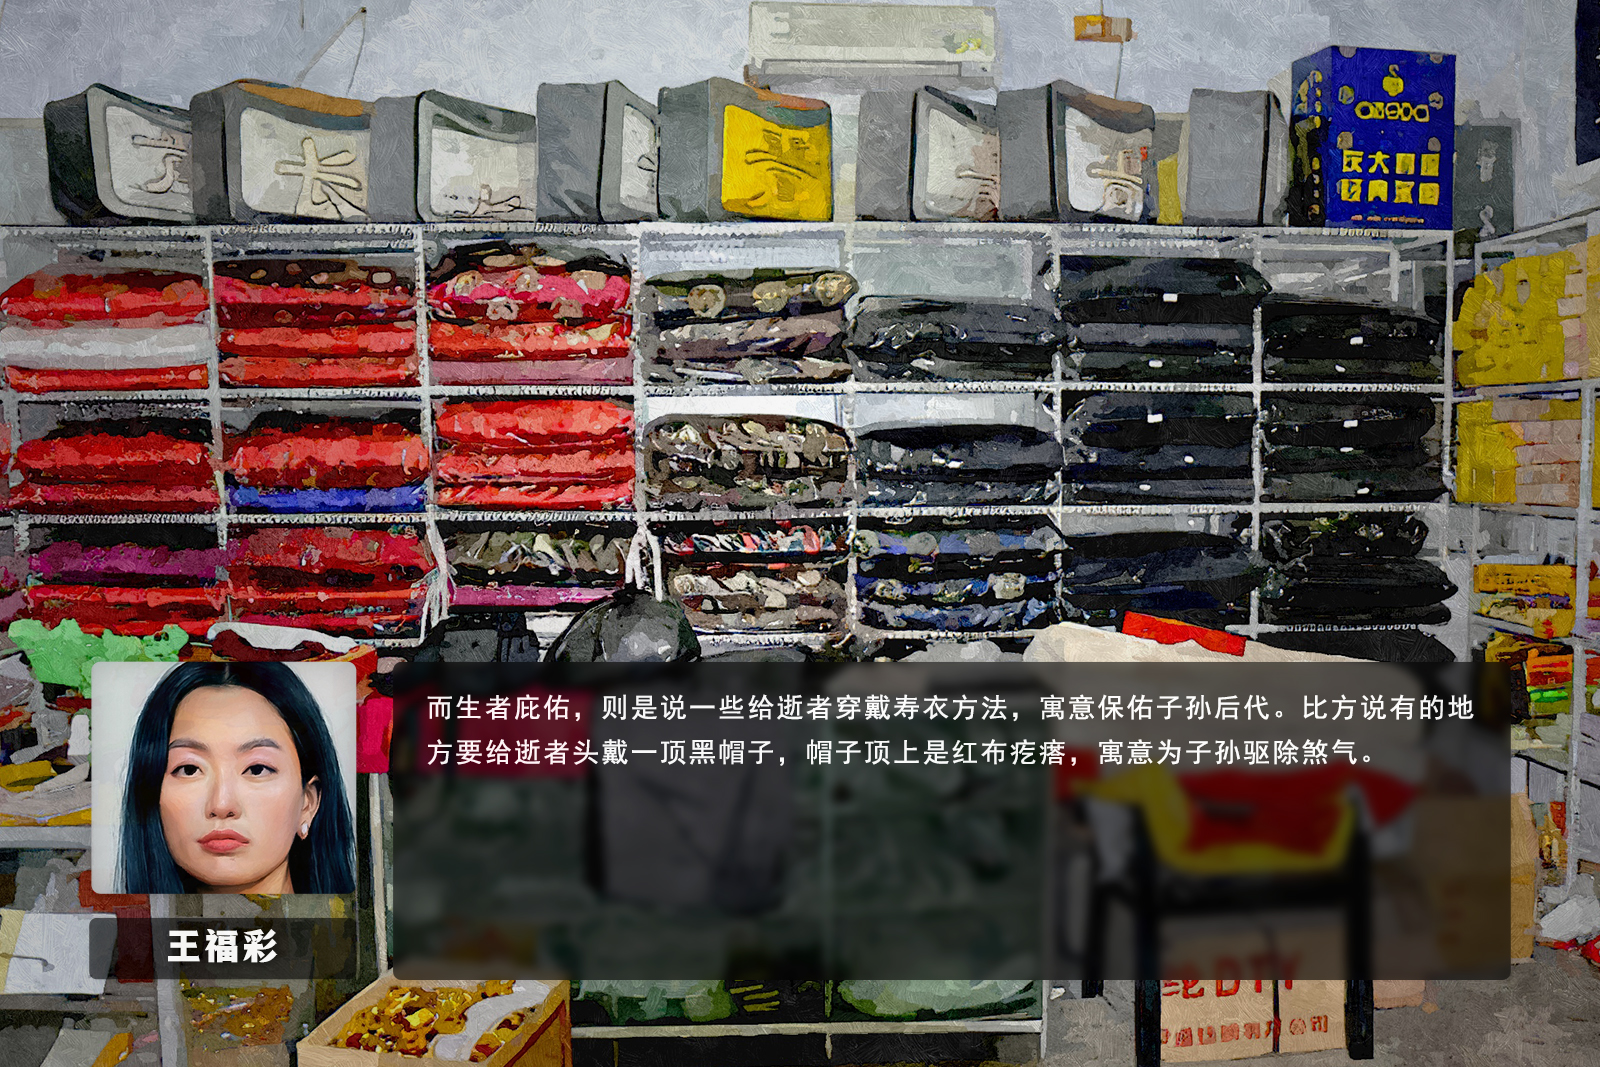 而生者庇佑，则是说一些给逝者穿戴寿衣方法，寓意保佑子孙后代。比方说有的地
方要给逝者头戴一顶黑帽子，帽子顶上是红布疙瘩，寓意为子孙驱除煞气。
王福彩